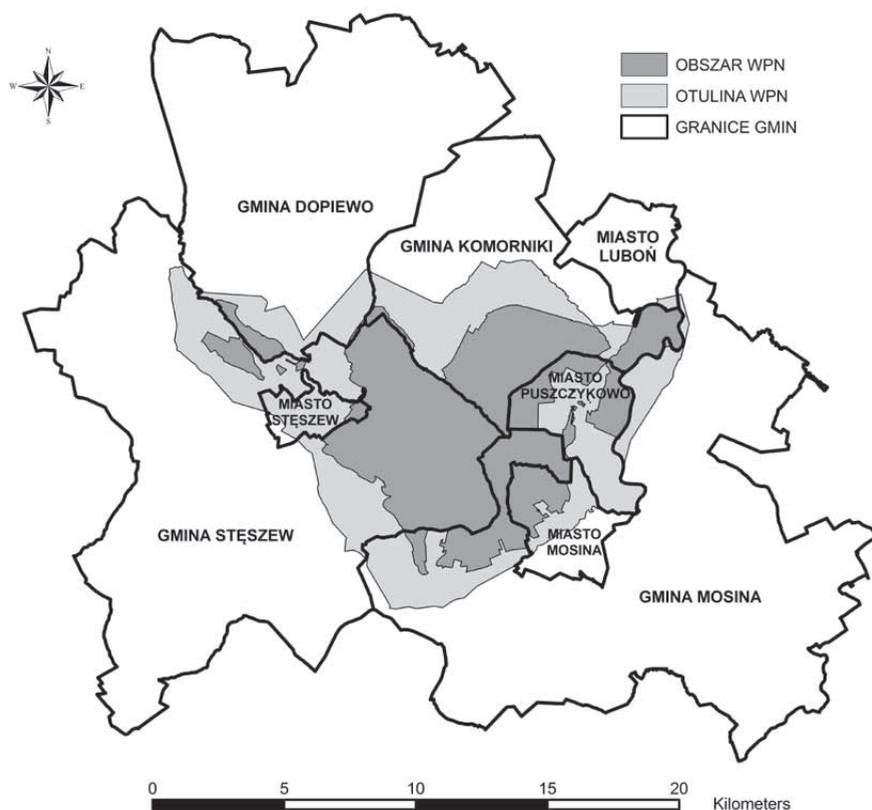 N
W E
S
OBSZAR WPN
OTULINA WPN
GRANICE GMIN
GMINA DOPIEWO
GMINA KOMORNIKI
MIASTO
LUBOŃ
MIASTO
PUSZCZYKOWO
MIASTO
STĘSZEW
GMINA STĘSZEW
MIASTO
MOSINA
GMINA MOSINA
0 5 10 15 20
Kilometers